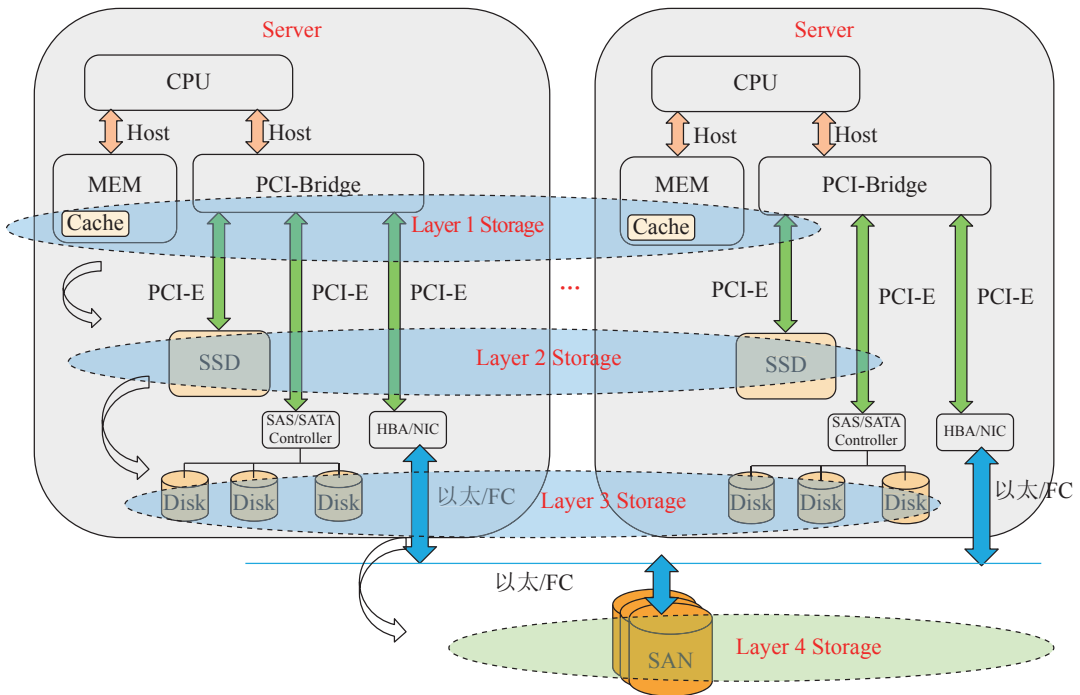 Server
Server
CPU
CPU
Host
Host
Host
Host
MEM
PCI-Bridge
MEM
PCI-Bridge
Cache
Layer 1 Storage
Cache
PCI-E
PCI-E
PCI-E
...
PCI-E
PCI-E
PCI-E
SSD
Layer 2 Storage
SSD
SAS/SATA
Controller
HBA/NIC
SAS/SATA
Controller
HBA/NIC
Disk
Disk
Disk
以太/FC
Layer 3 Storage
Disk
Disk
Disk
以太/FC
以太/FC
SAN
Layer 4 Storage